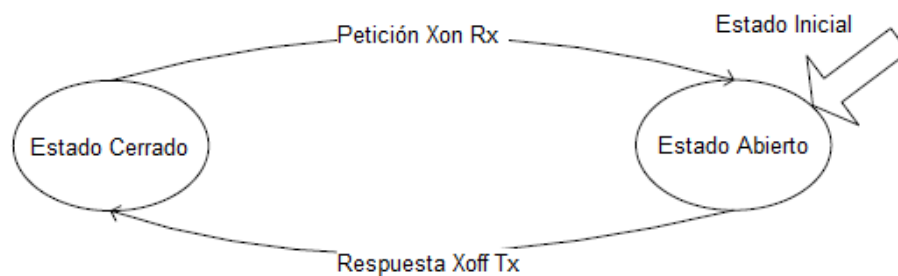 Estado Inicial
Petición Xon Rx
Estado Cerrado
Estado Abierto
Respuesta Xoff Tx